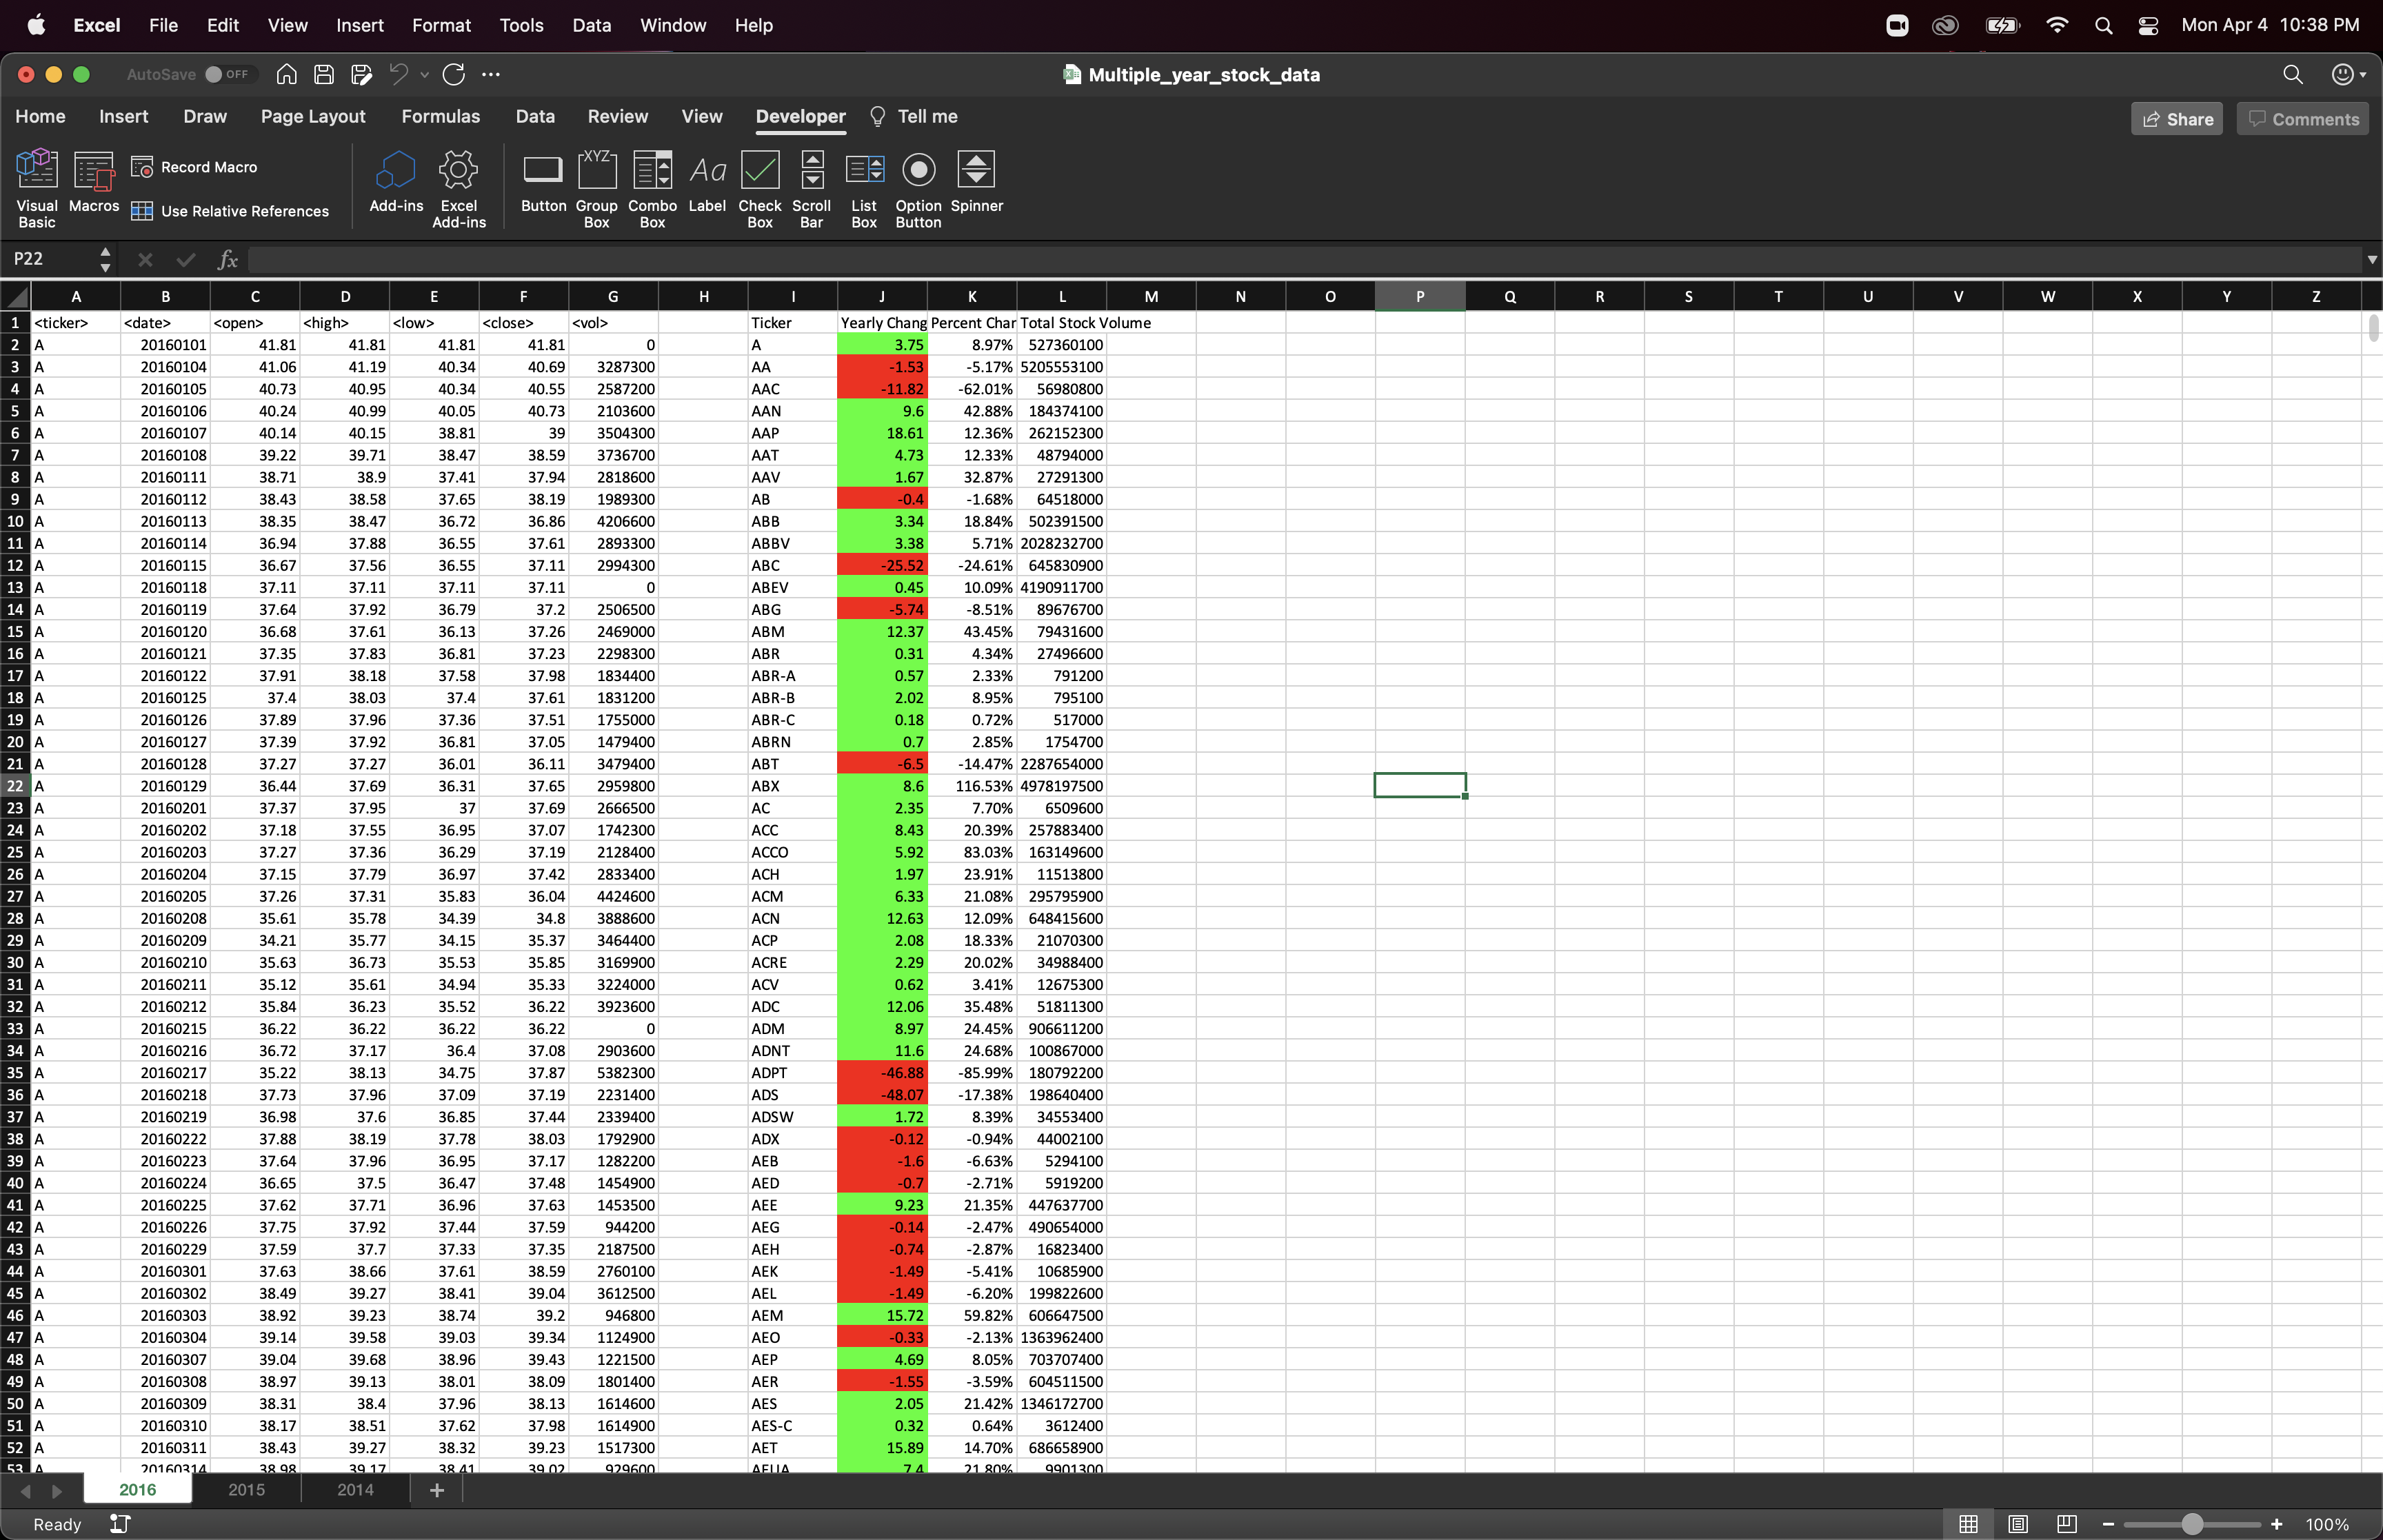 Excel File Edit View Insert Format Tools Data Window Help Mon Apr 4 10:38 PM
AutoSave OFF Multiple_year_stock_data
Home Insert Draw Page Layout Formulas Data Review View Developer Tell me Share Comments
Visual Basic Macros Record Macro Use Relative References Add-ins Excel Add-ins Button XYZ Group Box Combo Box Aa Label Check Box Scroll Bar List Box Option Button Spinner
P22 fx
A B C D E F G H I J K L M N O P Q R S T U V W X Y Z
1 <ticker> <date> <open> <high> <low> <close> <vol> Ticker Yearly Chang Percent Char Total Stock Volume
2 A 20160101 41.81 41.81 41.81 41.81 0 A 3.75 8.97% 527360100
3 A 20160104 41.06 41.19 40.34 40.69 3287300 AA -1.53 -5.17% 5205553100
4 A 20160105 40.73 40.95 40.34 40.55 2587200 AAC -11.82 -62.01% 56980800
5 A 20160106 40.24 40.99 40.05 40.73 2103600 AAN 9.6 42.88% 184374100
6 A 20160107 40.14 40.15 38.81 39 3504300 AAP 18.61 12.36% 262152300
7 A 20160108 39.22 39.71 38.47 38.59 3736700 AAT 4.73 12.33% 48794000
8 A 20160111 38.71 38.9 37.41 37.94 2818600 AAV 1.67 32.87% 27291300
9 A 20160112 38.43 38.58 37.65 38.19 1989300 AB -0.4 -1.68% 64518000
10 A 20160113 38.35 38.47 36.72 36.86 4206600 ABB 3.34 18.84% 502391500
11 A 20160114 36.94 37.88 36.55 37.61 2893300 ABBV 3.38 5.71% 2028232700
12 A 20160115 36.67 37.56 36.55 37.11 2994300 ABC -25.52 -24.61% 645830900
13 A 20160118 37.11 37.11 37.11 37.11 0 ABEV 0.45 10.09% 4190911700
14 A 20160119 37.64 37.92 36.79 37.2 2506500 ABG -5.74 -8.51% 89676700
15 A 20160120 36.68 37.61 36.13 37.26 2469000 ABM 12.37 43.45% 79431600
16 A 20160121 37.35 37.83 36.81 37.23 2298300 ABR 0.31 4.34% 27496600
17 A 20160122 37.91 38.18 37.58 37.98 1834400 ABR-A 0.57 2.33% 791200
18 A 20160125 37.4 38.03 37.4 37.61 1831200 ABR-B 2.02 8.95% 795100
19 A 20160126 37.89 37.96 37.36 37.51 1755000 ABR-C 0.18 0.72% 517000
20 A 20160127 37.39 37.92 36.81 37.05 1479400 ABRN 0.7 2.85% 1754700
21 A 20160128 37.27 37.27 36.01 36.11 3479400 ABT -6.5 -14.47% 2287654000
22 A 20160129 36.44 37.69 36.31 37.65 2959800 ABX 8.6 116.53% 4978197500
23 A 20160201 37.37 37.95 37 37.69 2666500 AC 2.35 7.70% 6509600
24 A 20160202 37.18 37.55 36.95 37.07 1742300 ACC 8.43 20.39% 257883400
25 A 20160203 37.27 37.36 36.29 37.19 2128400 ACCO 5.92 83.03% 163149600
26 A 20160204 37.15 37.79 36.97 37.42 2833400 ACH 1.97 23.91% 11513800
27 A 20160205 37.26 37.31 35.83 36.04 4424600 ACM 6.33 21.08% 295795900
28 A 20160208 35.61 35.78 34.39 34.8 3888600 ACN 12.63 12.09% 648415600
29 A 20160209 34.21 35.77 34.15 35.37 3464400 ACP 2.08 18.33% 21070300
30 A 20160210 35.63 36.73 35.53 35.85 3169900 ACRE 2.29 20.02% 34988400
31 A 20160211 35.12 35.61 34.94 35.33 3224000 ACV 0.62 3.41% 12675300
32 A 20160212 35.84 36.23 35.52 36.22 3923600 ADC 12.06 35.48% 51811300
33 A 20160215 36.22 36.22 36.22 36.22 0 ADM 8.97 24.45% 906611200
34 A 20160216 36.72 37.17 36.4 37.08 2903600 ADNT 11.6 24.68% 100867000
35 A 20160217 35.22 38.13 34.75 37.87 5382300 ADPT -46.88 -85.99% 180792200
36 A 20160218 37.73 37.96 37.09 37.19 2231400 ADS -48.07 -17.38% 198640400
37 A 20160219 36.98 37.6 36.85 37.44 2339400 ADSW 1.72 8.39% 34553400
38 A 20160222 37.88 38.19 37.78 38.03 1792900 ADX -0.12 -0.94% 44002100
39 A 20160223 37.64 37.96 36.95 37.17 1282200 AEB -1.6 -6.63% 5294100
40 A 20160224 36.65 37.5 36.47 37.48 1454900 AED -0.7 -2.71% 5919200
41 A 20160225 37.62 37.71 36.96 37.63 1453500 AEE 9.23 21.35% 447637700
42 A 20160226 37.75 37.92 37.44 37.59 944200 AEG -0.14 -2.47% 490654000
43 A 20160229 37.59 37.7 37.33 37.35 2187500 AEH -0.74 -2.87% 16823400
44 A 20160301 37.63 38.66 37.61 38.59 2760100 AEK -1.49 -5.41% 10685900
45 A 20160302 38.49 39.27 38.41 39.04 3612500 AEL -1.49 -6.20% 199822600
46 A 20160303 38.92 39.23 38.74 39.2 946800 AEM 15.72 59.82% 606647500
47 A 20160304 39.14 39.58 39.03 39.34 1124900 AEO -0.33 -2.13% 1363962400
48 A 20160307 39.04 39.68 38.96 39.43 1221500 AEP 4.69 8.05% 703707400
49 A 20160308 38.97 39.13 38.01 38.09 1801400 AER -1.55 -3.59% 604511500
50 A 20160309 38.31 38.4 37.96 38.13 1614600 AES 2.05 21.42% 1346172700
51 A 20160310 38.17 38.51 37.62 37.98 1614900 AES-C 0.32 0.64% 3612400
52 A 20160311 38.43 39.27 38.32 39.23 1517300 AET 15.89 14.70% 686658900
53 A 20160314 38.98 39.17 38.41 39.02 929600 AEUA 7.4 21.80% 9901300
2016 2015 2014 +
Ready 100%